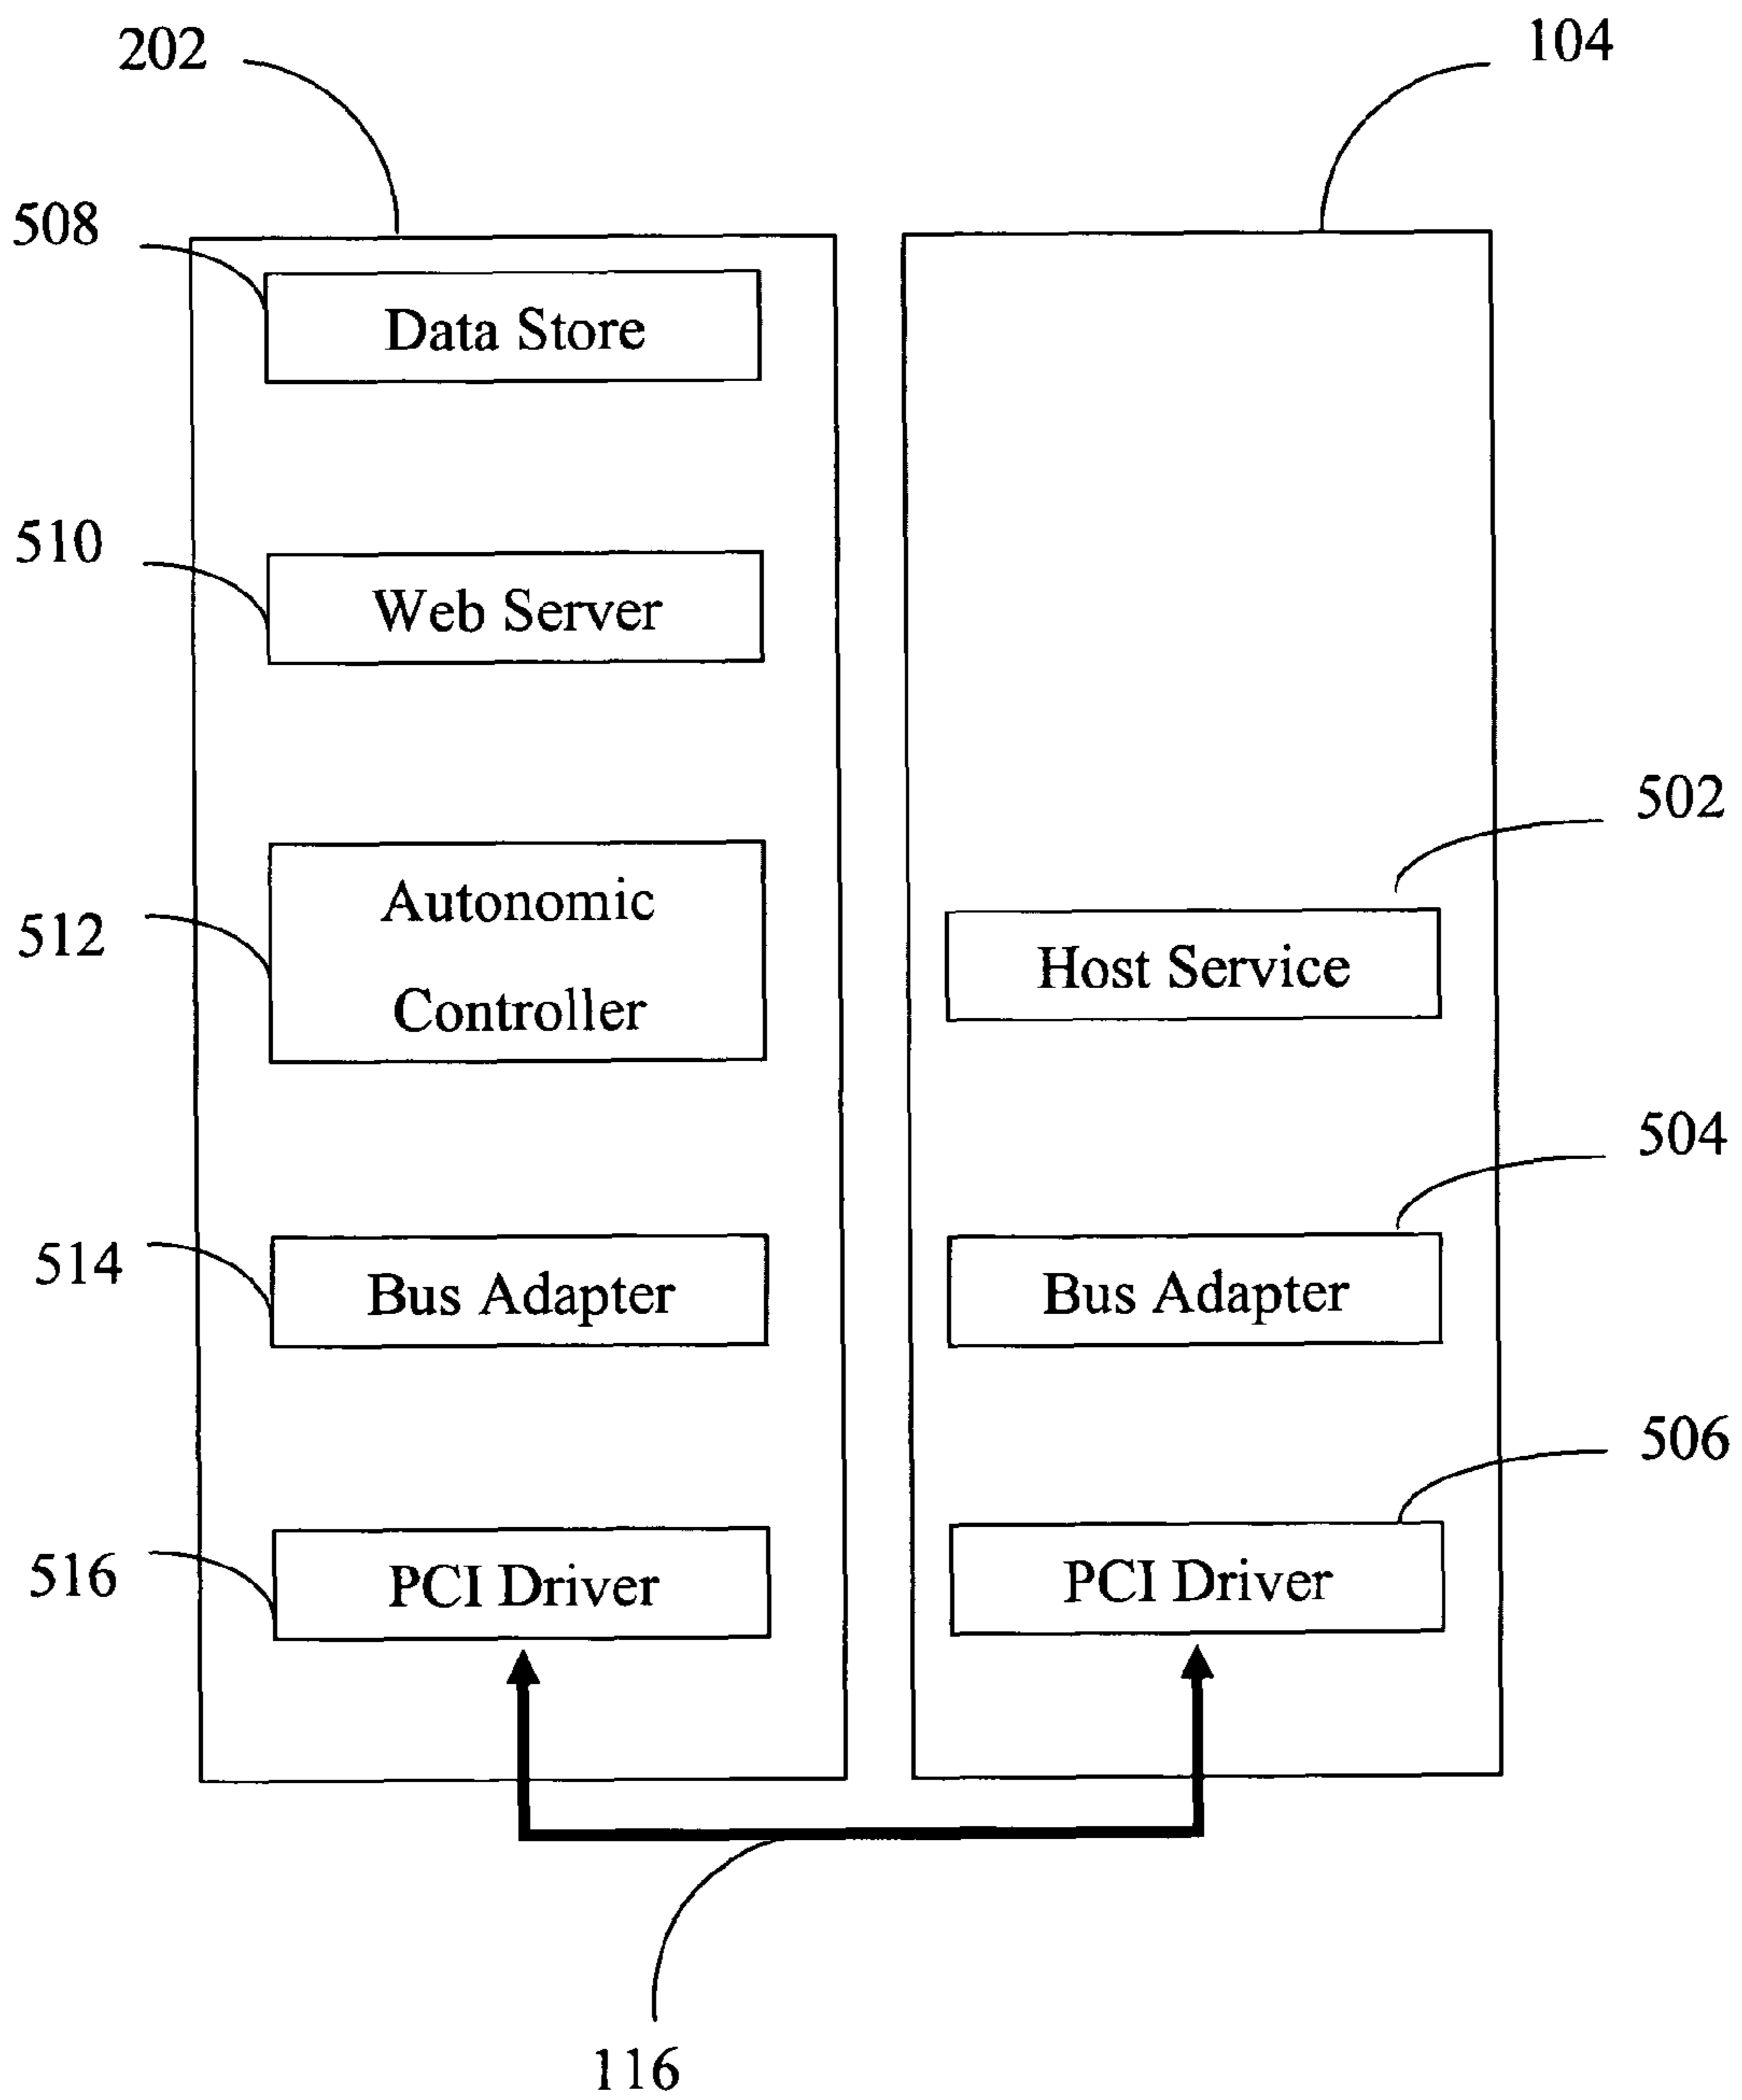 202
104
508
Data Store
510
Web Server
502
512
Autonomic
Controller
Host Service
504
514
Bus Adapter
Bus Adapter
506
516
PCI Driver
PCI Driver
116